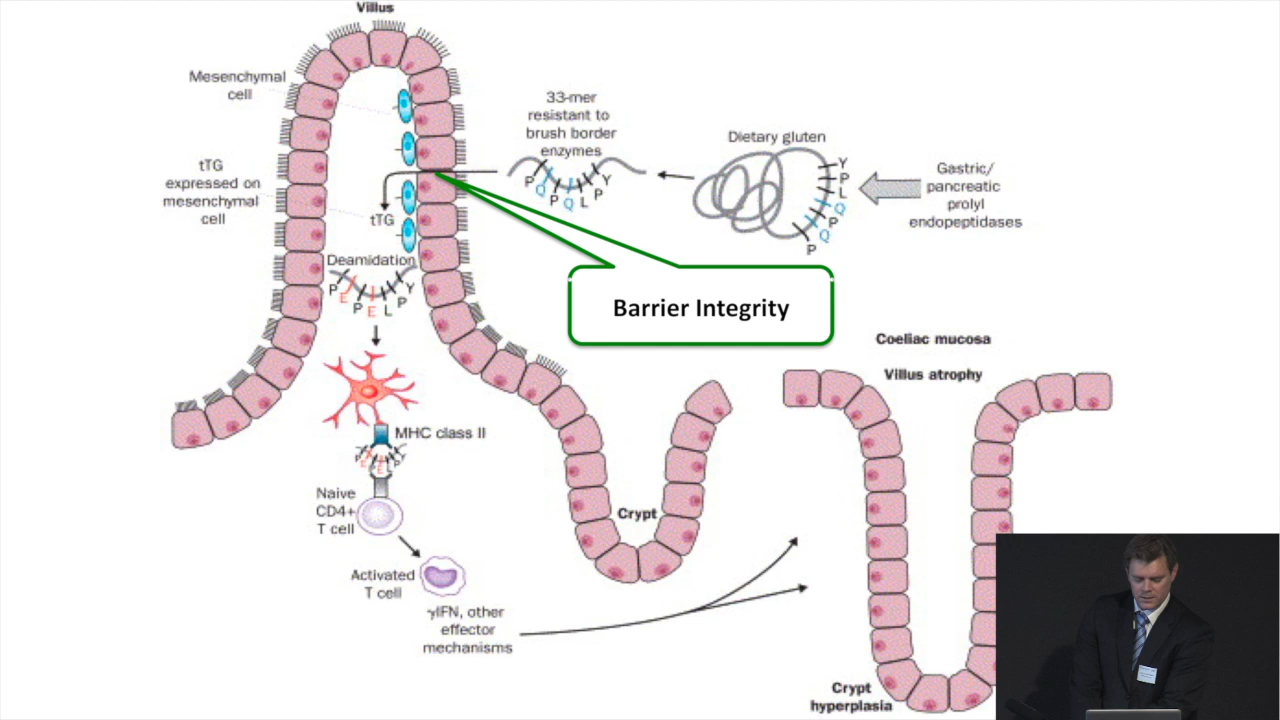 Villus
Mesenchymal
cell
tTG
expressed on
mesenchymal
cell
33-mer
resistant to
brush border
enzymes
P
Q
P
Q
L
P
Y
Dietary gluten
Y
P
L
Q
P
Q
P
Gastric/
pancreatic
prolyl
endopeptidases
tTG
Deamidation
P
E
P
E
L
P
Y
Barrier Integrity
MHC class II
P
E
E
P
Naive
CD4+
T cell
Activated
T cell
γIFN, other
effector
mechanisms
Crypt
Coeliac mucosa
Villus atrophy
Crypt
hyperplasia